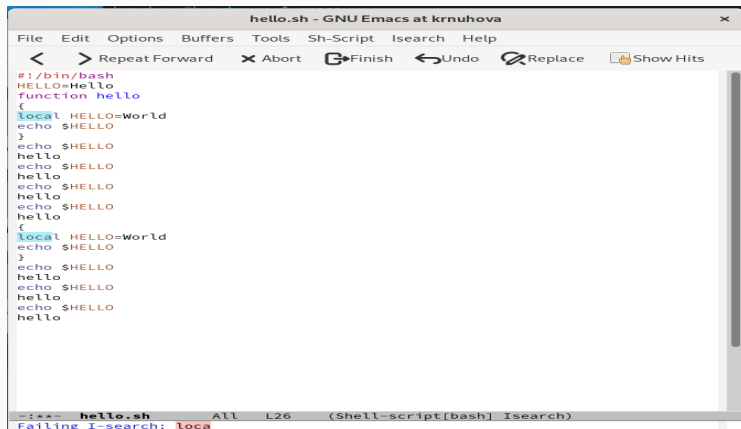 hello.sh - GNU Emacs at krnuhova ×
File Edit Options Buffers Tools Sh-Script Isearch Help
Repeat Forward Abort Finish Undo Replace Show Hits
#!/bin/bash
HELLO=Hello
function hello
{
local HELLO=World
echo $HELLO
}
echo $HELLO
hello
echo $HELLO
hello
echo $HELLO
hello
echo $HELLO
hello
{
local HELLO=World
echo $HELLO
}
echo $HELLO
hello
echo $HELLO
hello
echo $HELLO
hello
-:**- hello.sh All L26 (Shell-script[bash] Isearch)
Failing I-search: loca